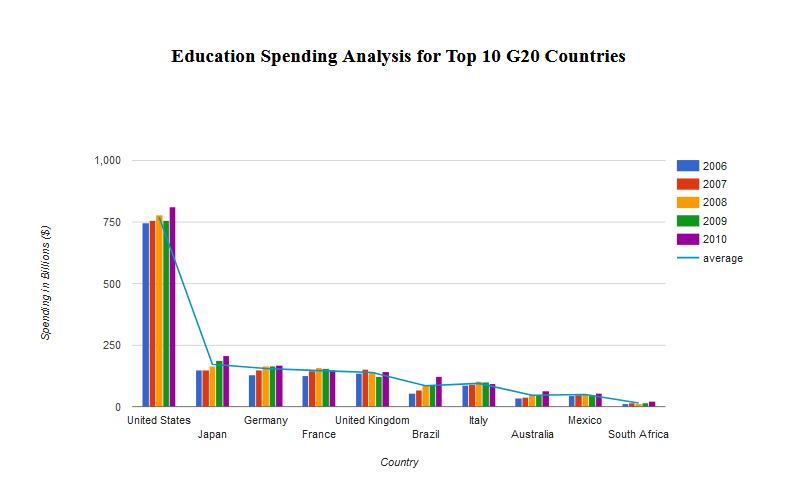 Education Spending Analysis for Top 10 G20 Countries
1,000
750
500
250
0
Spending in Billions ($)
2006
2007
2008
2009
2010
average
United States
Japan
Germany
France
United Kingdom
Brazil
Italy
Australia
Mexico
South Africa
Country